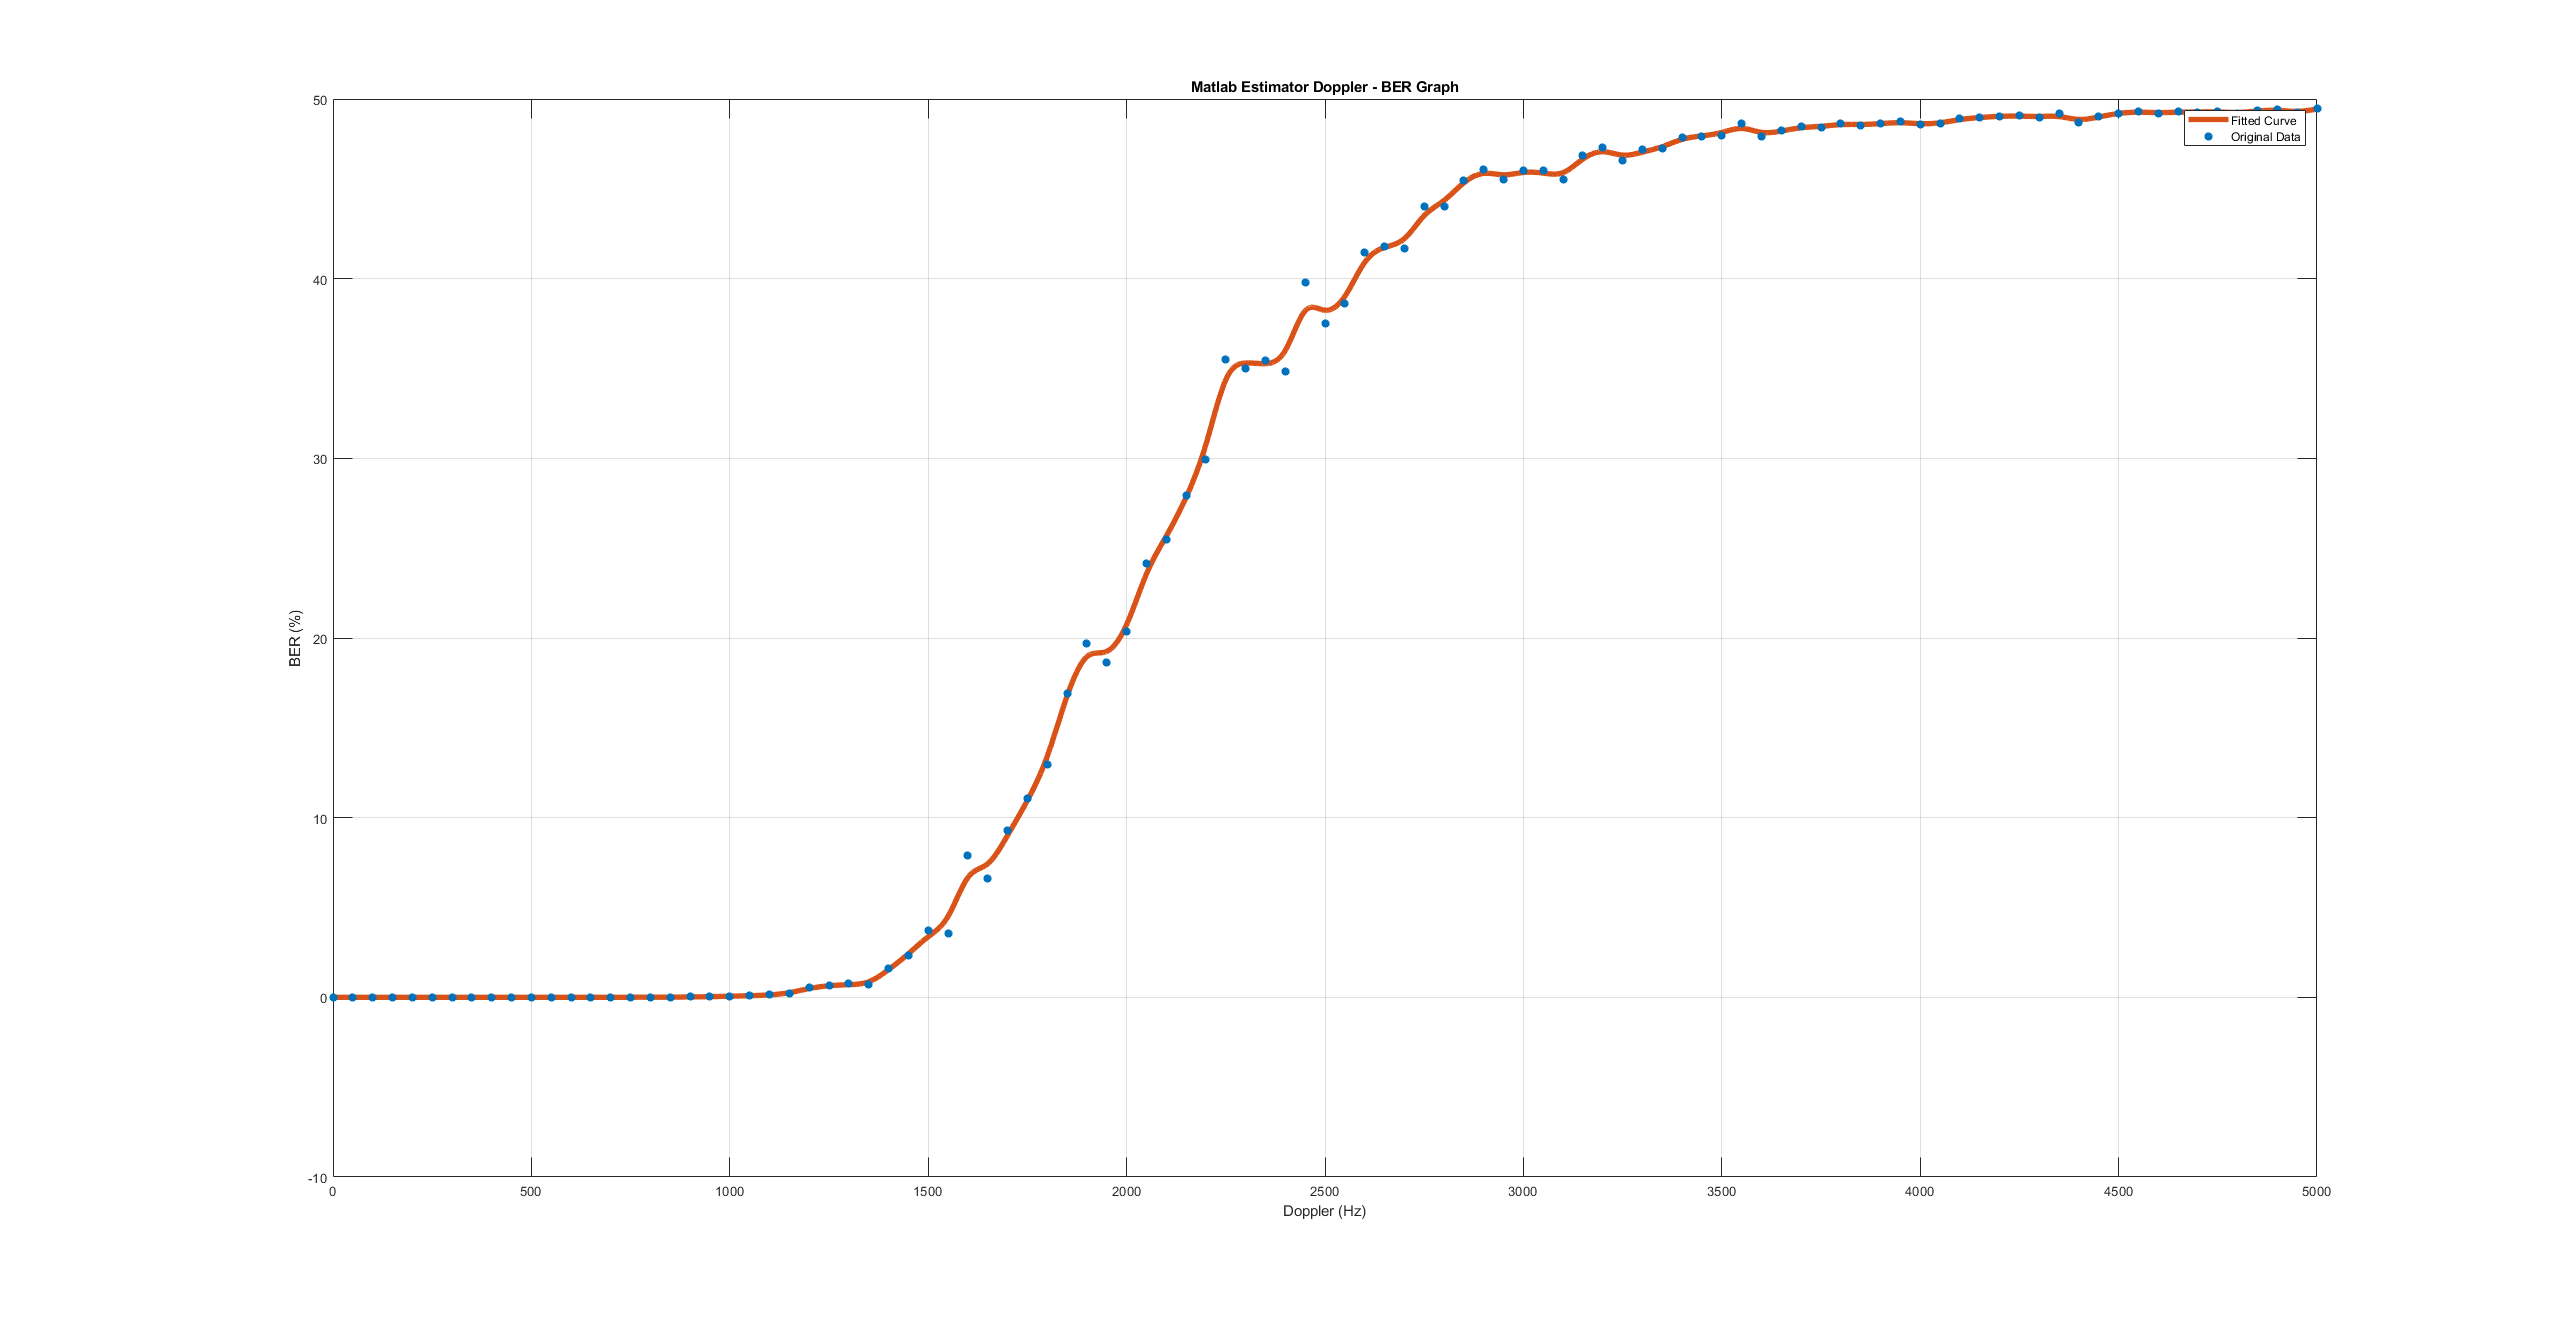 Matlab Estimator Doppler - BER Graph
50
40
30
20
10
0
-10
BER (%)
Fitted Curve
Original Data
0 500 1000 1500 2000 2500 3000 3500 4000 4500 5000
Doppler (Hz)